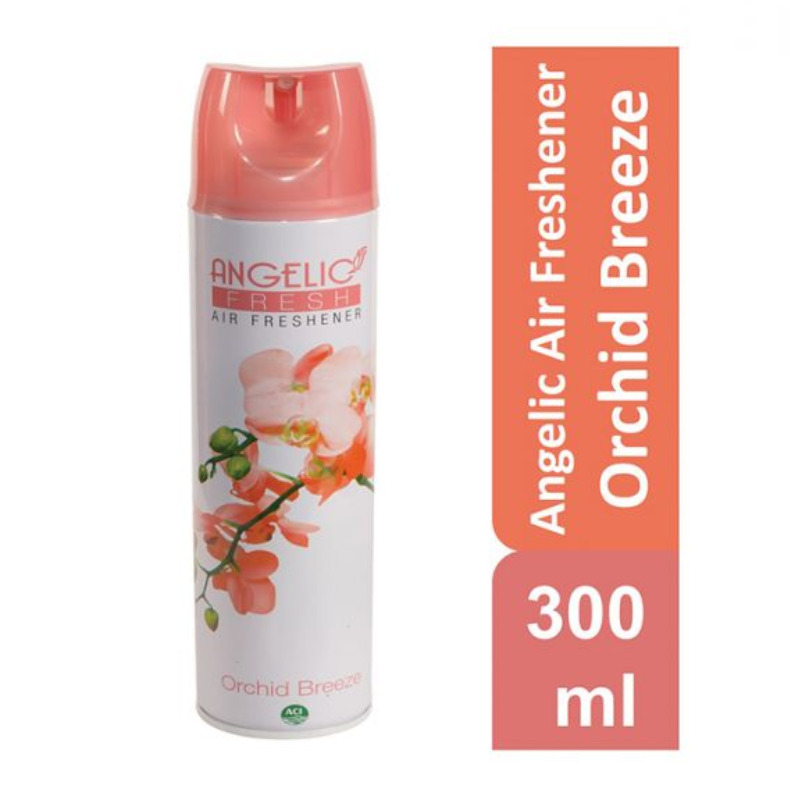 ANGELIC
FRESH
AIR FRESHENER
Orchid Breeze
ACI
Angelic Air Freshener
Orchid Breeze
300
ml